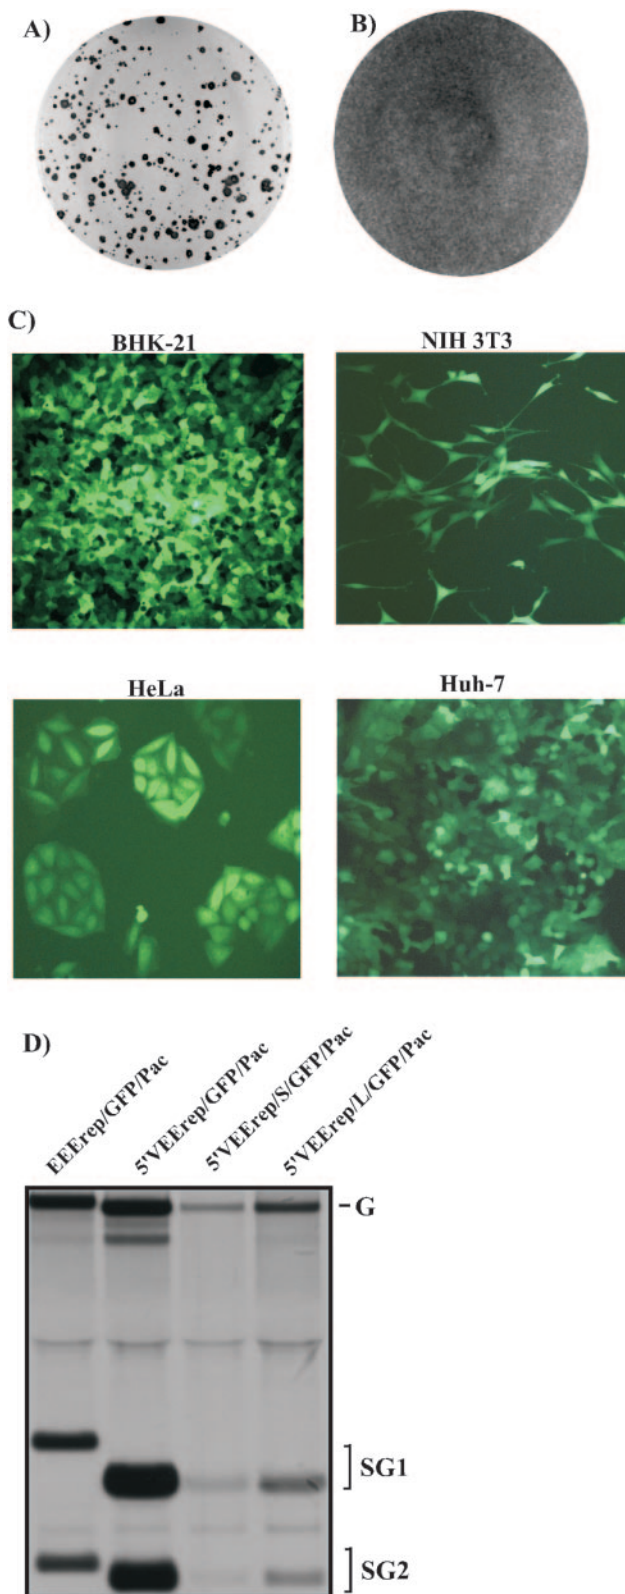 A)
B)
C)
BHK-21
NIH 3T3
HeLa
Huh-7
D)
EEErep/GFP/Pac
5'VEErep/GFP/Pac
5'VEErep/S/GFP/Pac
5'VEErep/L/GFP/Pac
G
SG1
SG2